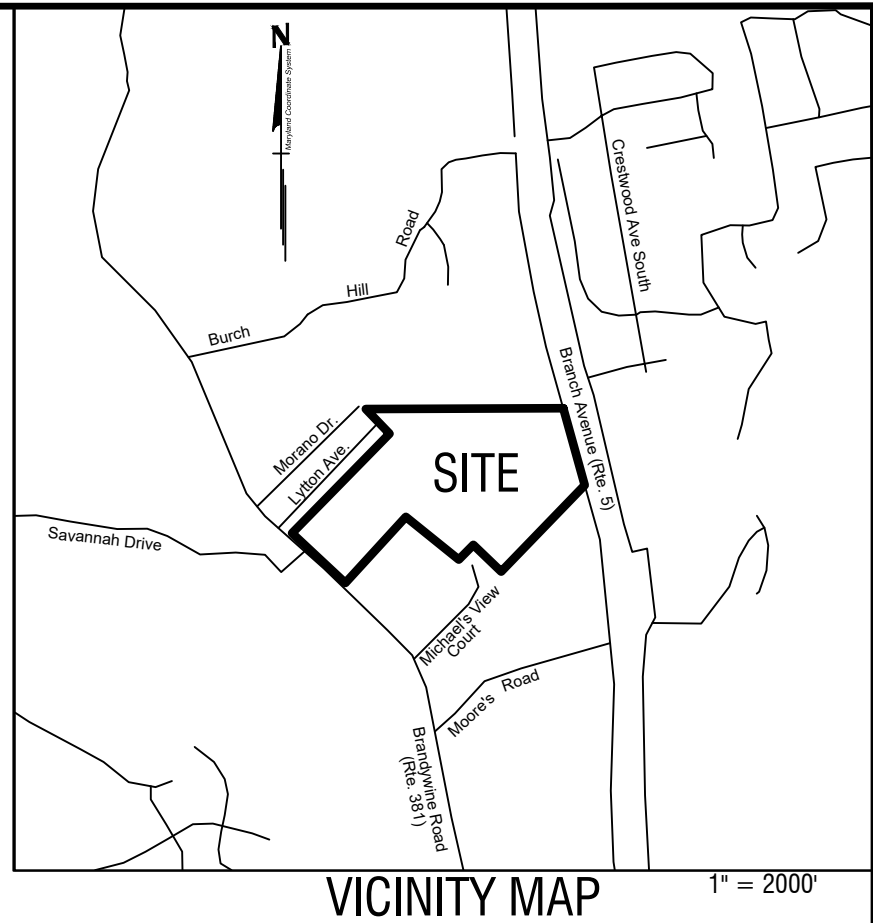 N
Maryland Coordinate System
Crestwood Ave South
Road
Hill
Burch
Branch Avenue (Rte. 5)
Morano Dr.
Lytton Ave.
SITE
Savannah Drive
Michael's View
Court
Moore's Road
Brandywine Road
(Rte. 381)
VICINITY MAP
1" = 2000'